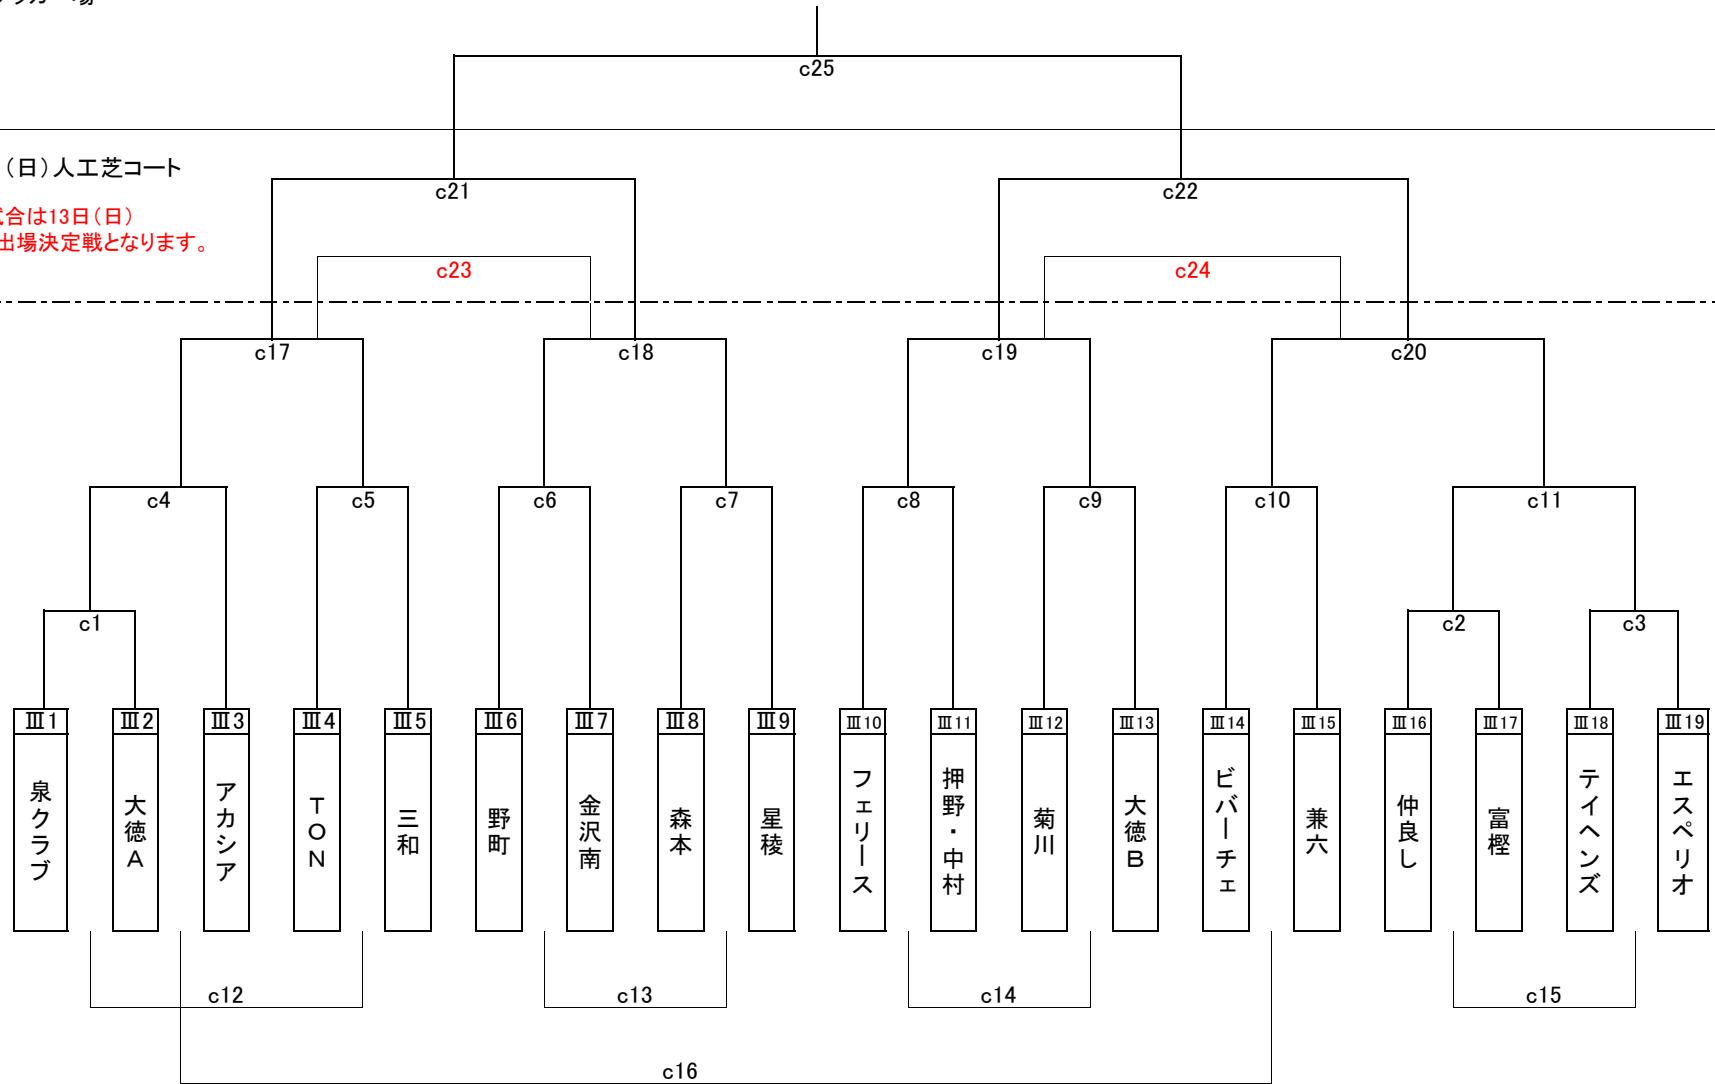 c25
(日)人工芝コート
c21
c22
合は13日(日)
出場決定戦となります。
c23
c24
c17
c18
c19
c20
c4
c5
c6
c7
c8
c9
c10
c11
c1
c2
c3
Ⅲ1
Ⅲ2
Ⅲ3
Ⅲ4
Ⅲ5
Ⅲ6
Ⅲ7
Ⅲ8
Ⅲ9
Ⅲ10
Ⅲ11
Ⅲ12
Ⅲ13
Ⅲ14
Ⅲ15
Ⅲ16
Ⅲ17
Ⅲ18
Ⅲ19
泉クラブ
大徳A
アカシア
TON
三和
野町
金沢南
森本
星稜
フェリース
押野・中村
菊川
大徳B
ビバーチェ
兼六
仲良し
富樫
テイヘンズ
エスペリオ
c12
c13
c14
c15
c16